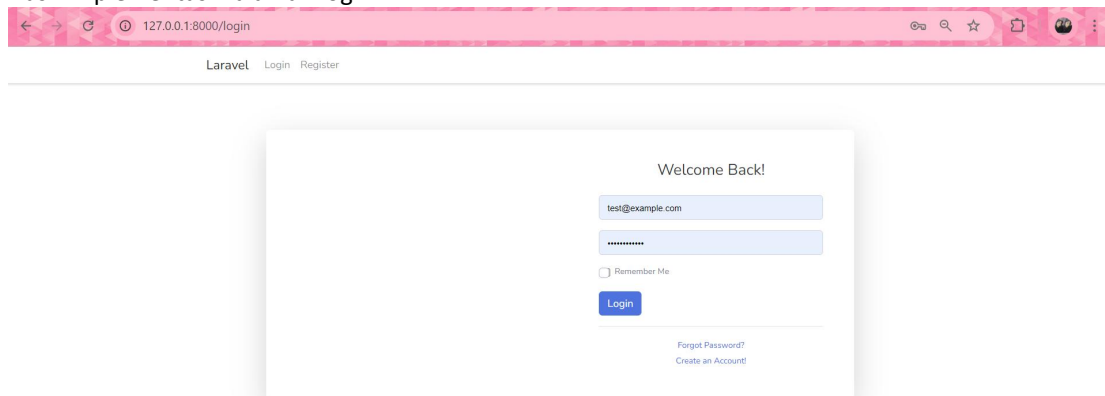 127.0.0.1:8000/login
Laravel Login Register
Welcome Back!
test@example.com
Remember Me
Login
Forgot Password?
Create an Account!